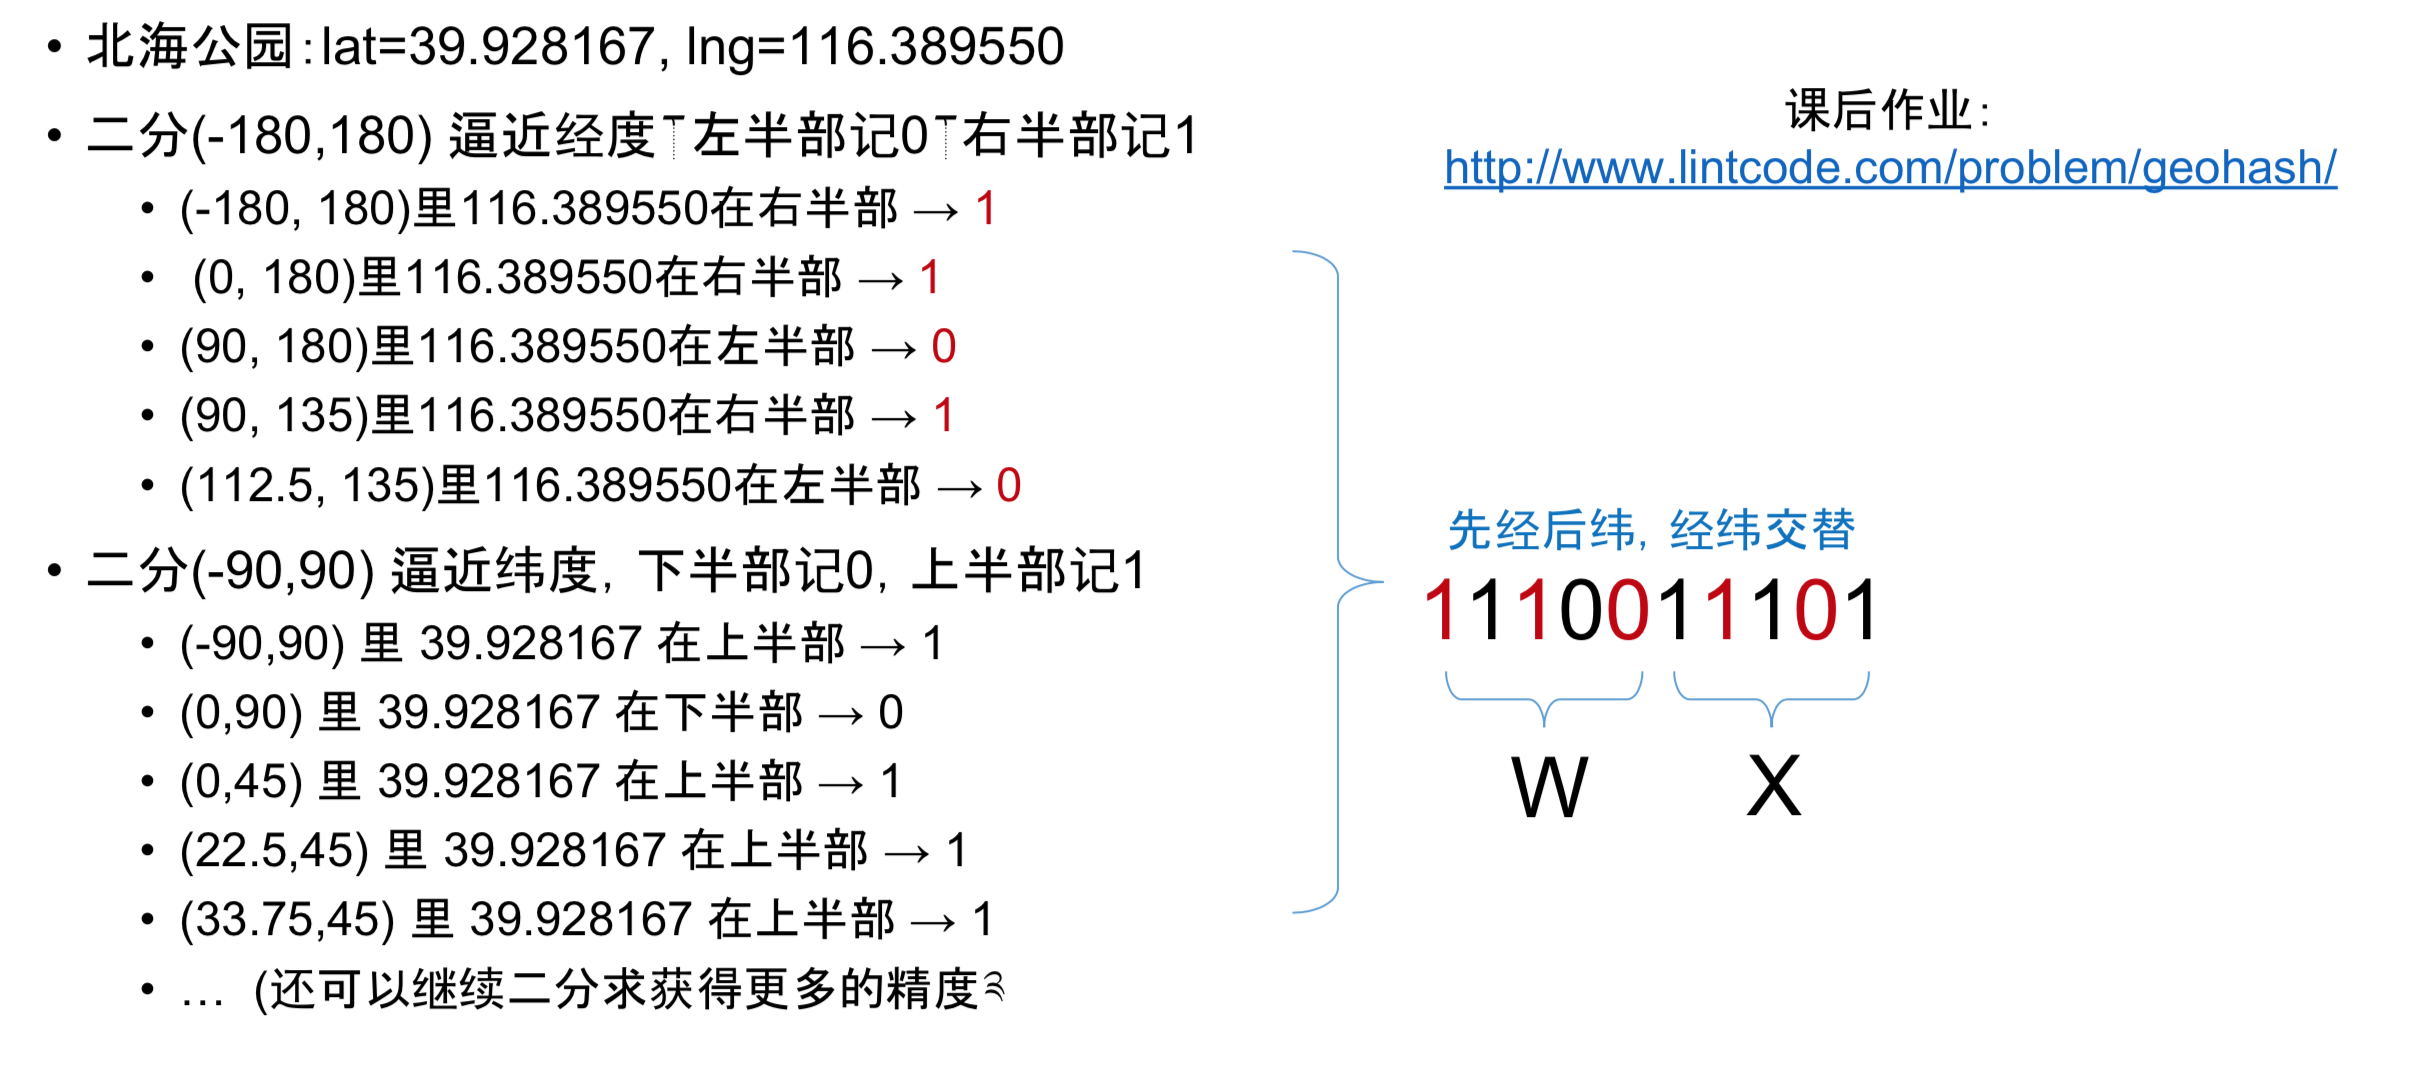 • 北海公园:lat=39.928167, lng=116.389550
• 二分(-180,180) 逼近经度 左半部记0 右半部记1
• (-180, 180)里116.389550在右半部 → 1
• (0, 180)里116.389550在右半部 → 1
• (90, 180)里116.389550在左半部 → 0
• (90, 135)里116.389550在右半部 → 1
• (112.5, 135)里116.389550在左半部 → 0
• 二分(-90,90) 逼近纬度, 下半部记0, 上半部记1
• (-90,90) 里 39.928167 在上半部 → 1
• (0,90) 里 39.928167 在下半部 → 0
• (0,45) 里 39.928167 在上半部 → 1
• (22.5,45) 里 39.928167 在上半部 → 1
• (33.75,45) 里 39.928167 在上半部 → 1
• … (还可以继续二分求获得更多的精度
课后作业:
http://www.lintcode.com/problem/geohash/
先经后纬, 经纬交替
1110011101
W X